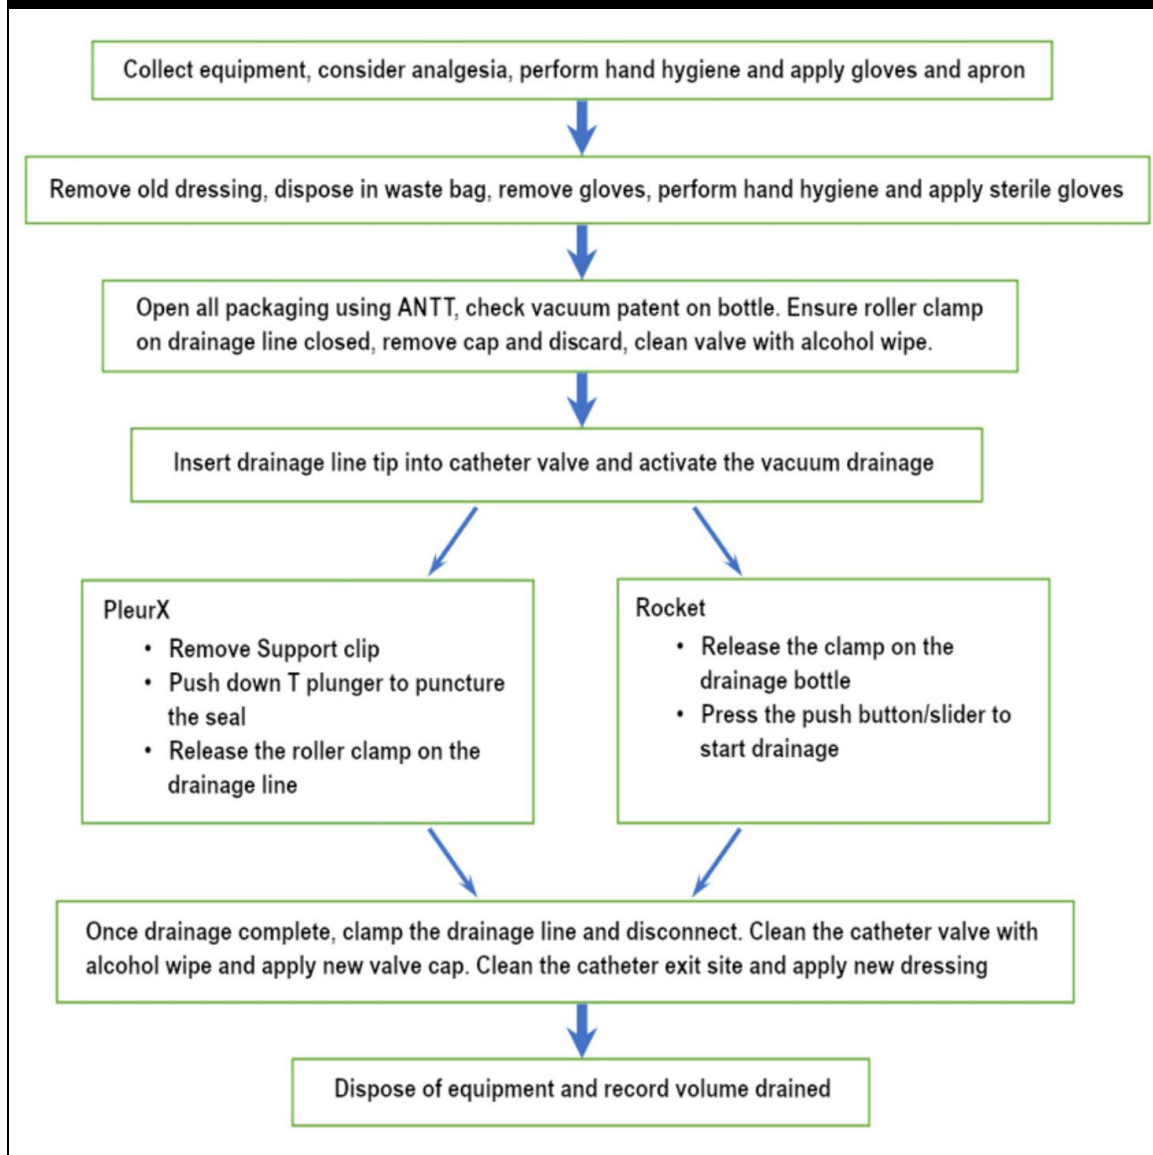 Collect equipment, consider analgesia, perform hand hygiene and apply gloves and apron
Remove old dressing, dispose in waste bag, remove gloves, perform hand hygiene and apply sterile gloves
Open all packaging using ANTT, check vacuum patent on bottle. Ensure roller clamp
on drainage line closed, remove cap and discard, clean valve with alcohol wipe.
Insert drainage line tip into catheter valve and activate the vacuum drainage
PleurX
• Remove Support clip
• Push down T plunger to puncture
the seal
• Release the roller clamp on the
drainage line
Rocket
• Release the clamp on the
drainage bottle
• Press the push button/slider to
start drainage
Once drainage complete, clamp the drainage line and disconnect. Clean the catheter valve with
alcohol wipe and apply new valve cap. Clean the catheter exit site and apply new dressing
Dispose of equipment and record volume drained